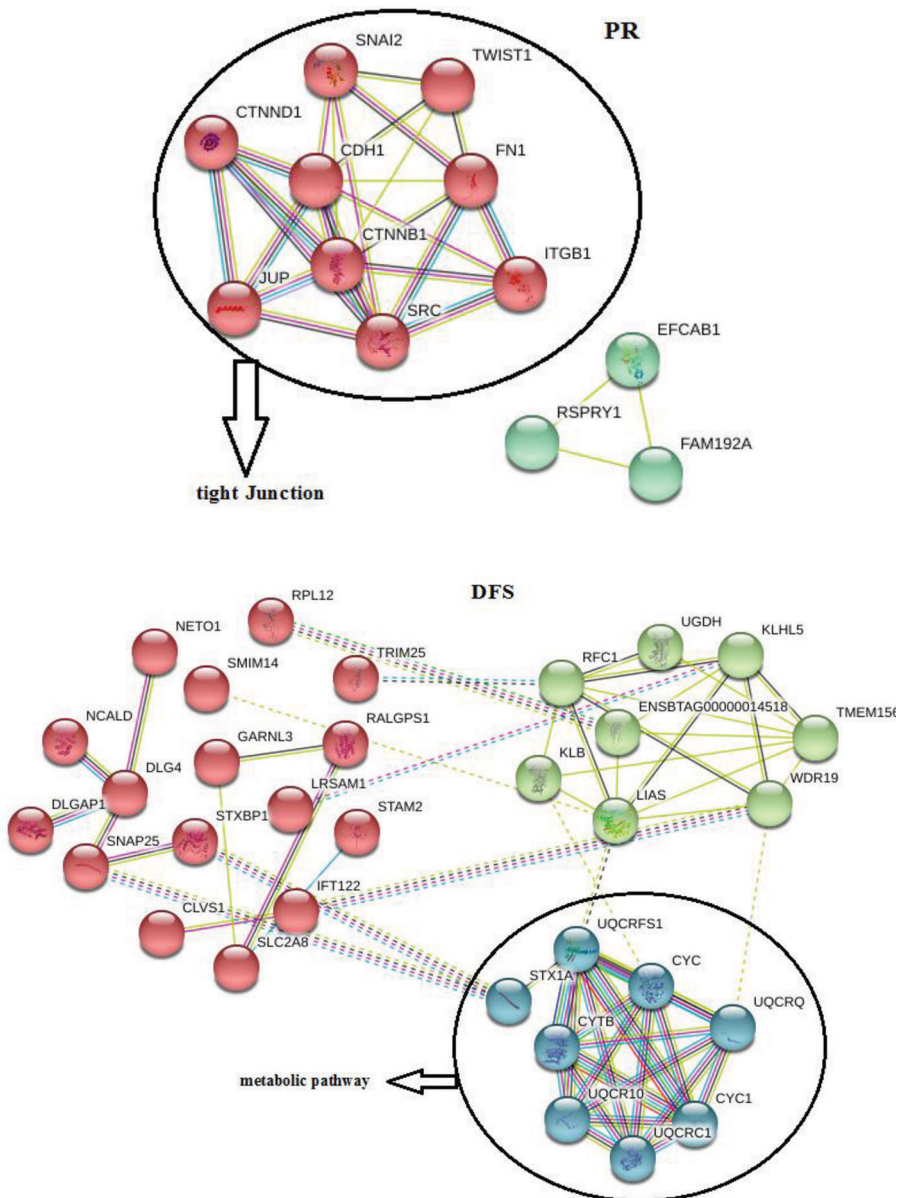 PR
SNAI2
TWIST1
CTNND1
CDH1
FN1
CTNNB1
ITGB1
JUP
SRC
EFCAB1
RSPRY1
FAM192A
tight Junction
DFS
RPL12
NETO1
UGDH
KLHL5
SMIM14
TRIM25
RFC1
NCALD
GARNL3
RALGPS1
ENSBTAG00000014518
TMEM156
DLG4
KLB
WDR19
LRSAM1
LIAS
DLGAP1
STXBP1
STAM2
SNAP25
IFT122
CLVS1
SLC2A8
UQCRFS1
STX1A
CYC
UQCRQ
CYTB
metabolic pathway
UQCR10
CYC1
UQCRC1